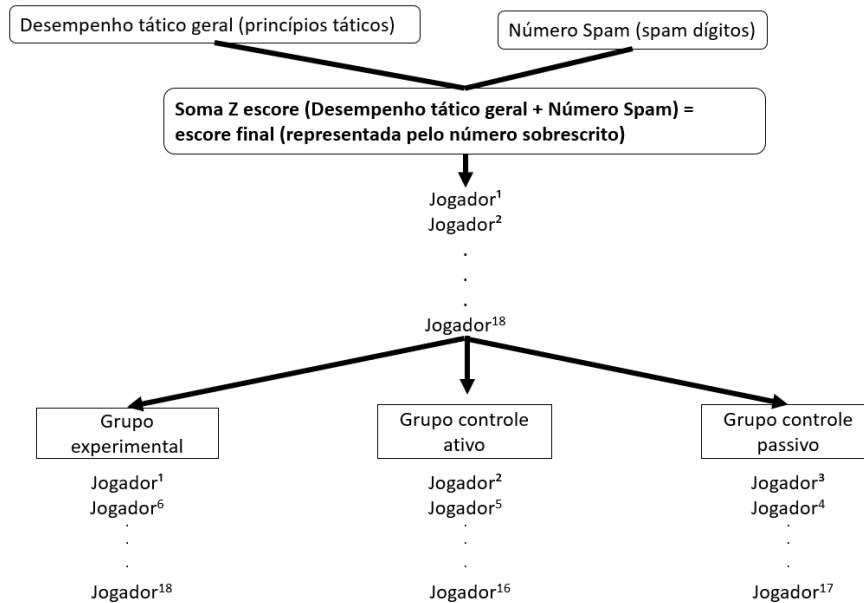 Desempenho tático geral (princípios táticos)
Número Spam (spam dígitos)
Soma Z escore (Desempenho tático geral + Número Spam) =
escore final (representada pelo número sobrescrito)
Jogador¹
Jogador²
.
.
.
Jogador¹⁸
Grupo
experimental
Grupo controle
ativo
Grupo controle
passivo
Jogador¹
Jogador⁶
.
.
.
Jogador¹⁸
Jogador²
Jogador⁵
.
.
.
Jogador¹⁶
Jogador³
Jogador⁴
.
.
.
Jogador¹⁷